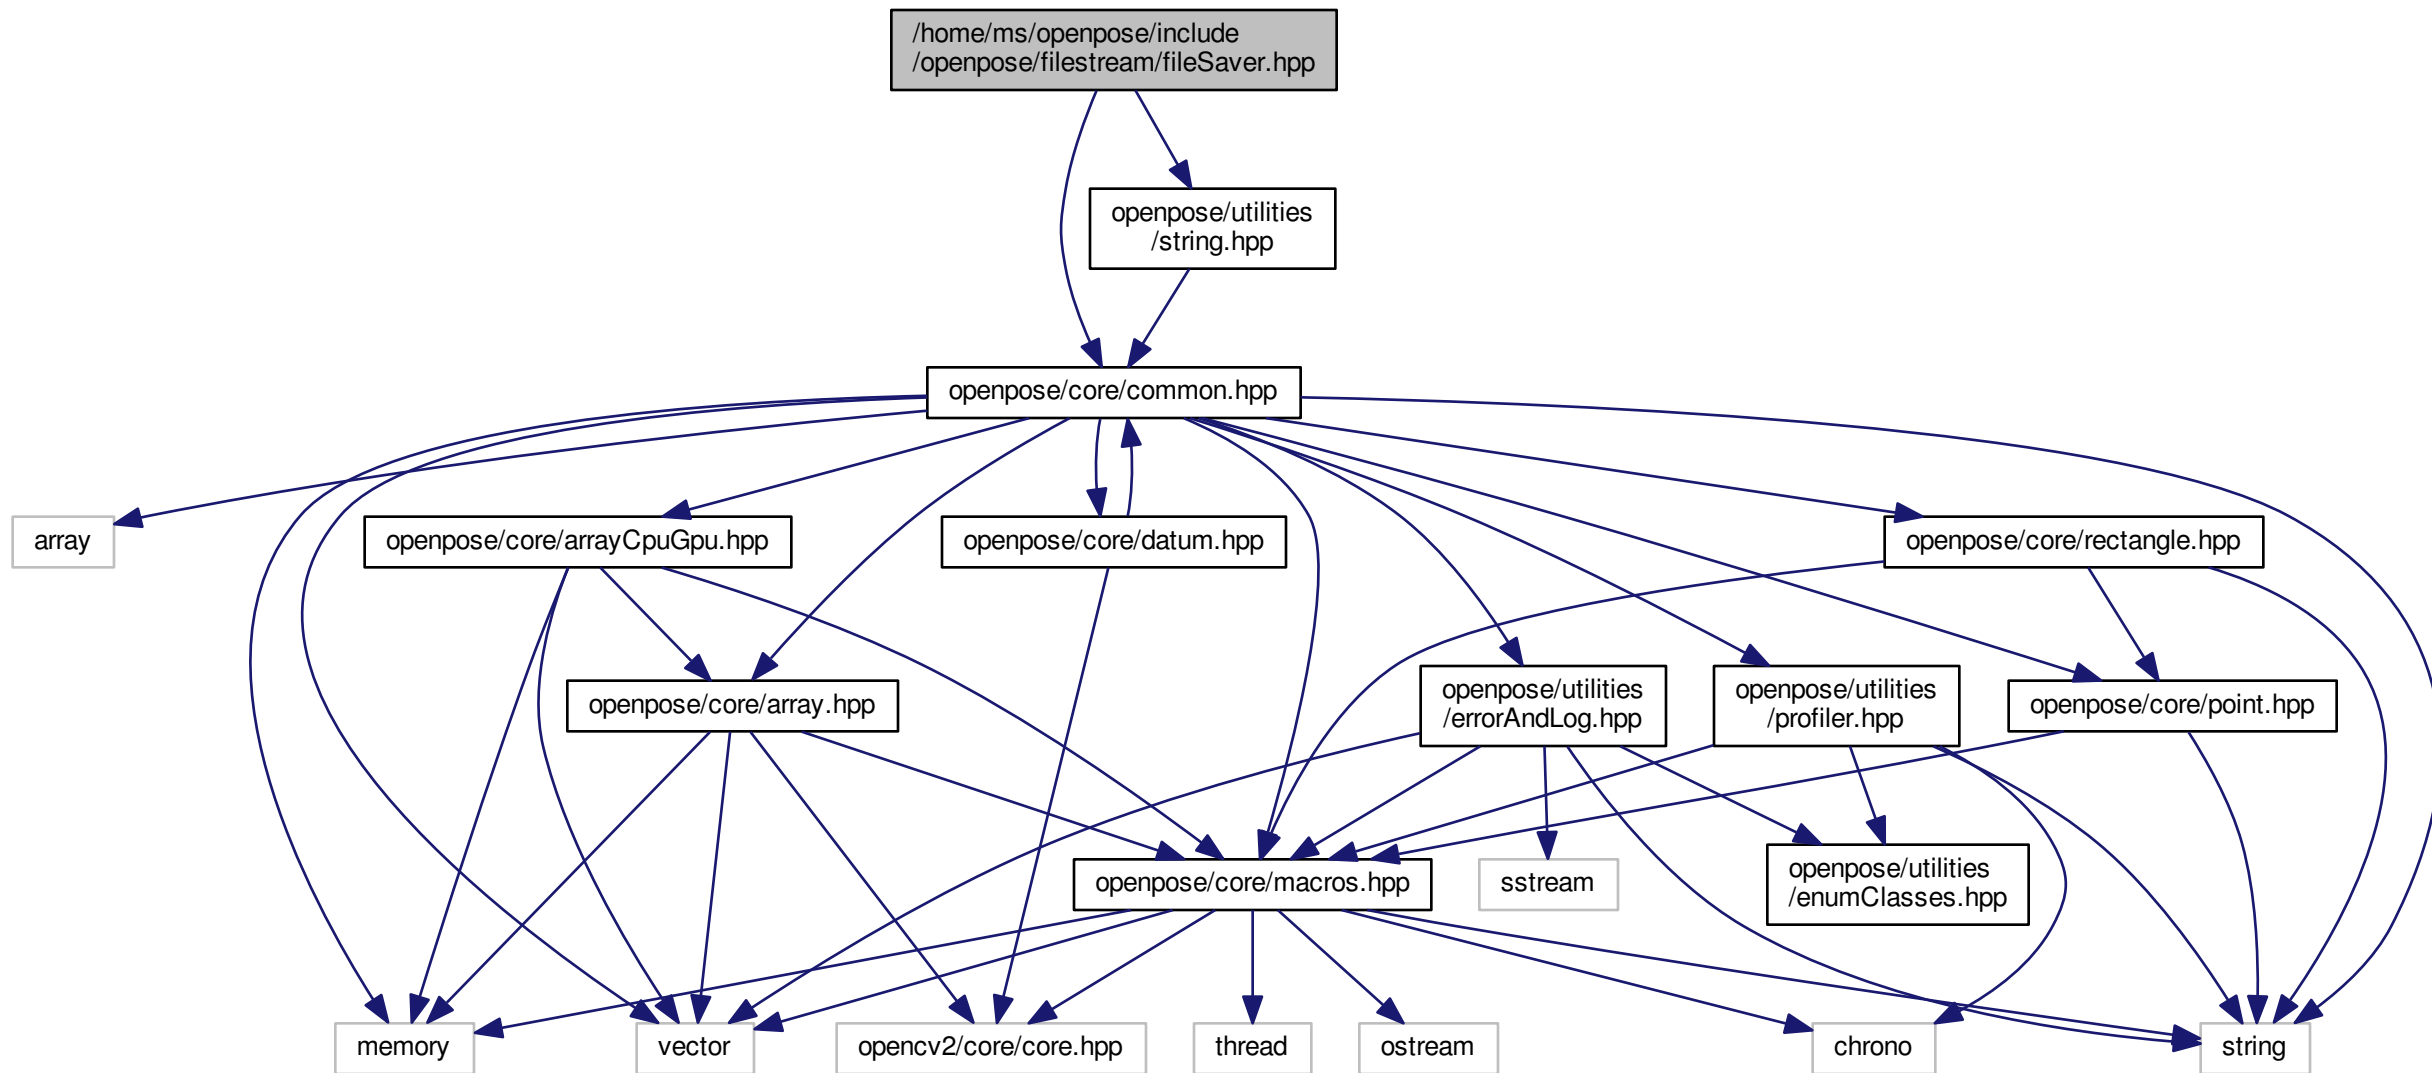 /home/ms/openpose/include
/openpose/filestream/fileSaver.hpp
openpose/utilities
/string.hpp
openpose/core/common.hpp
array
openpose/core/arrayCpuGpu.hpp
openpose/core/datum.hpp
openpose/core/rectangle.hpp
openpose/core/array.hpp
openpose/utilities
/errorAndLog.hpp
openpose/utilities
/profiler.hpp
openpose/core/point.hpp
openpose/core/macros.hpp
sstream
openpose/utilities
/enumClasses.hpp
memory
vector
opencv2/core/core.hpp
thread
ostream
chrono
string